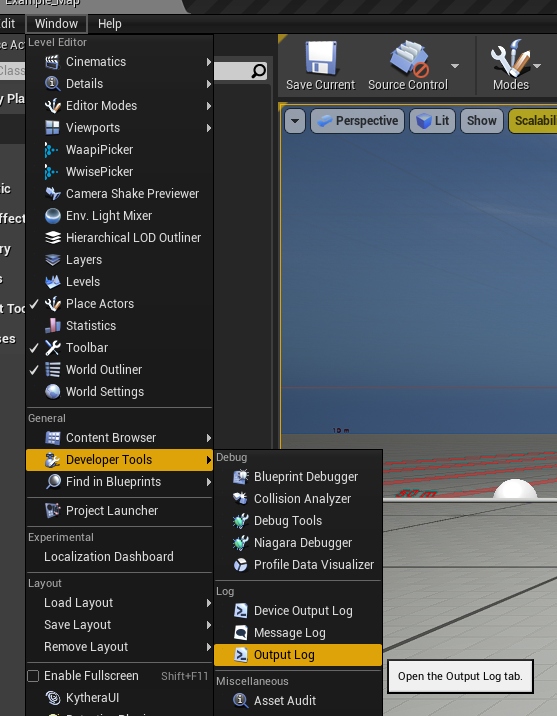 Example_Map
dit Window Help
Level Editor
Cinematics
Details
Editor Modes
Viewports
WaapiPicker
WwisePicker
Camera Shake Previewer
Env. Light Mixer
Hierarchical LOD Outliner
Layers
Levels
Place Actors
Statistics
Toolbar
World Outliner
World Settings
General
Content Browser
Developer Tools
Find in Blueprints
Project Launcher
Experimental
Localization Dashboard
Layout
Load Layout
Save Layout
Remove Layout
Enable Fullscreen Shift+F11
KytheraUI
ce Ac
Class
y Pla
ic
ffect
ry
s
t Too
ses
Save Current
Source Control
Modes
Perspective
Lit
Show
Scalabil
10 m
Debug
Blueprint Debugger
Collision Analyzer
Debug Tools
Niagara Debugger
Profile Data Visualizer
Log
Device Output Log
Message Log
Output Log
Miscellaneous
Asset Audit
Open the Output Log tab.